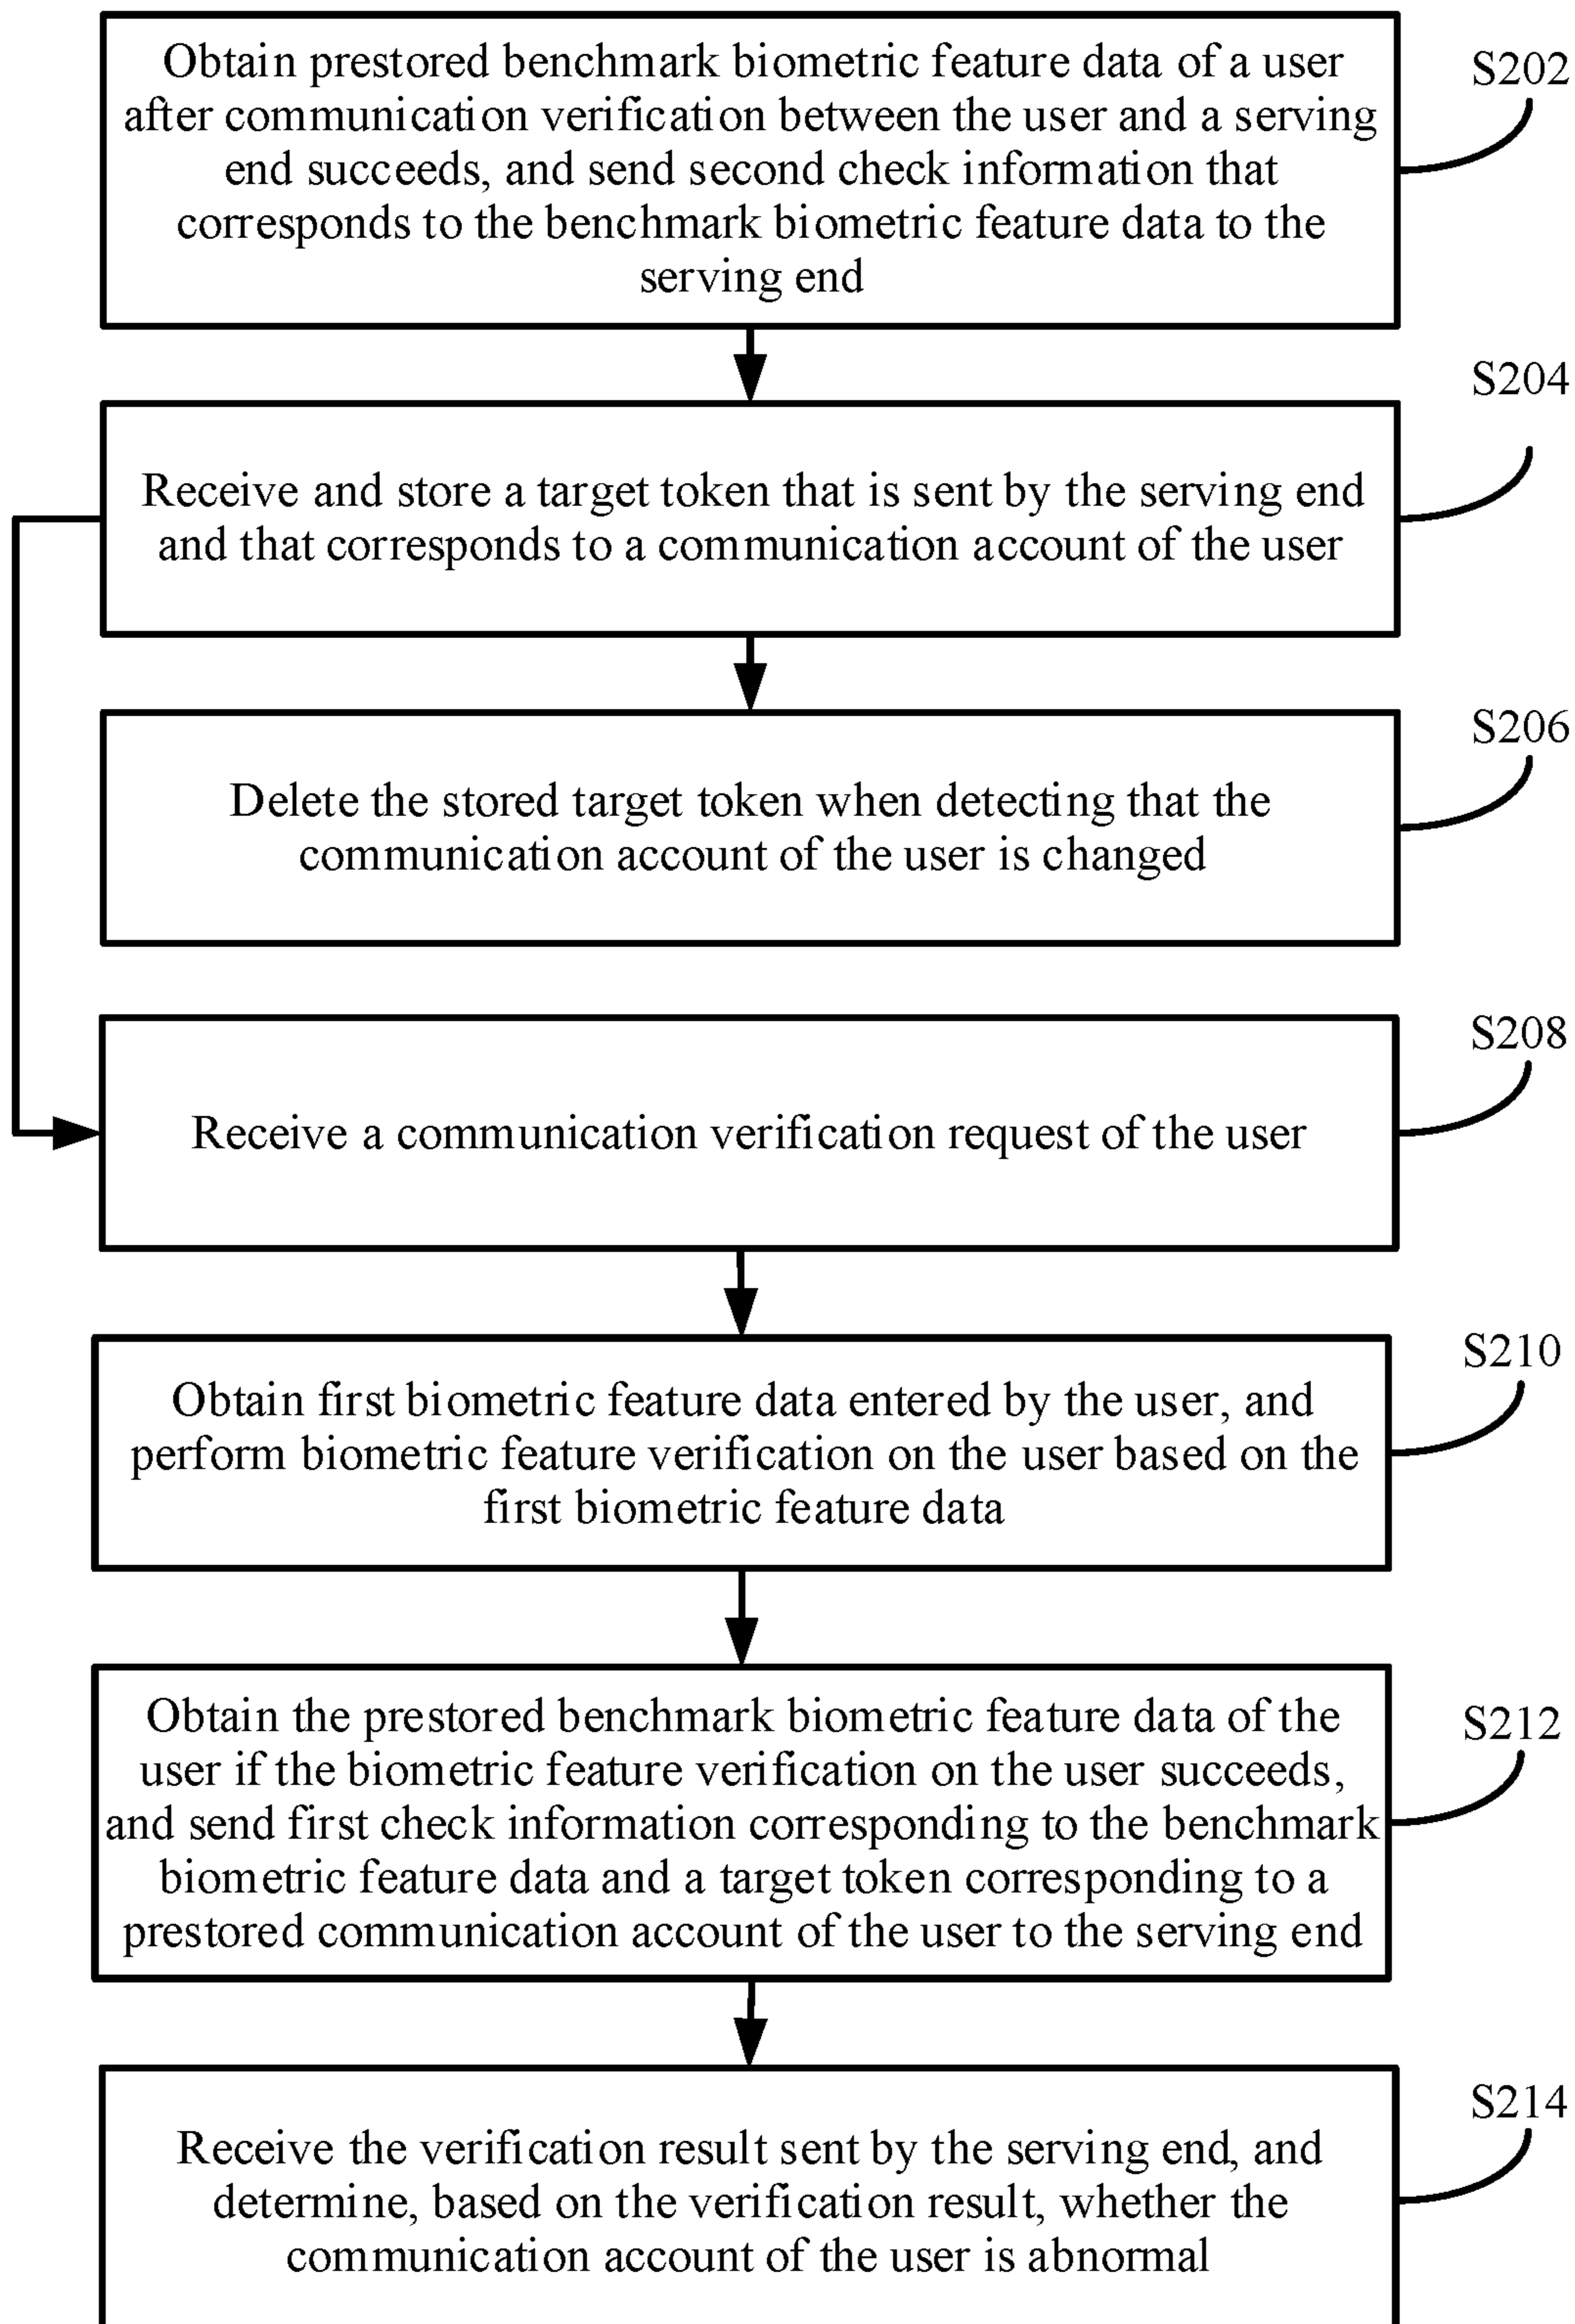 Obtain prestored benchmark biometric feature data of a user
after communication verification between the user and a serving
end succeeds, and send second check information that
corresponds to the benchmark biometric feature data to the
serving end
S202
Receive and store a target token that is sent by the serving end
and that corresponds to a communication account of the user
S204
Delete the stored target token when detecting that the
communication account of the user is changed
S206
Receive a communication verification request of the user
S208
Obtain first biometric feature data entered by the user, and
perform biometric feature verification on the user based on the
first biometric feature data
S210
Obtain the prestored benchmark biometric feature data of the
user if the biometric feature verification on the user succeeds,
and send first check information corresponding to the benchmark
biometric feature data and a target token corresponding to a
prestored communication account of the user to the serving end
S212
Receive the verification result sent by the serving end, and
determine, based on the verification result, whether the
communication account of the user is abnormal
S214